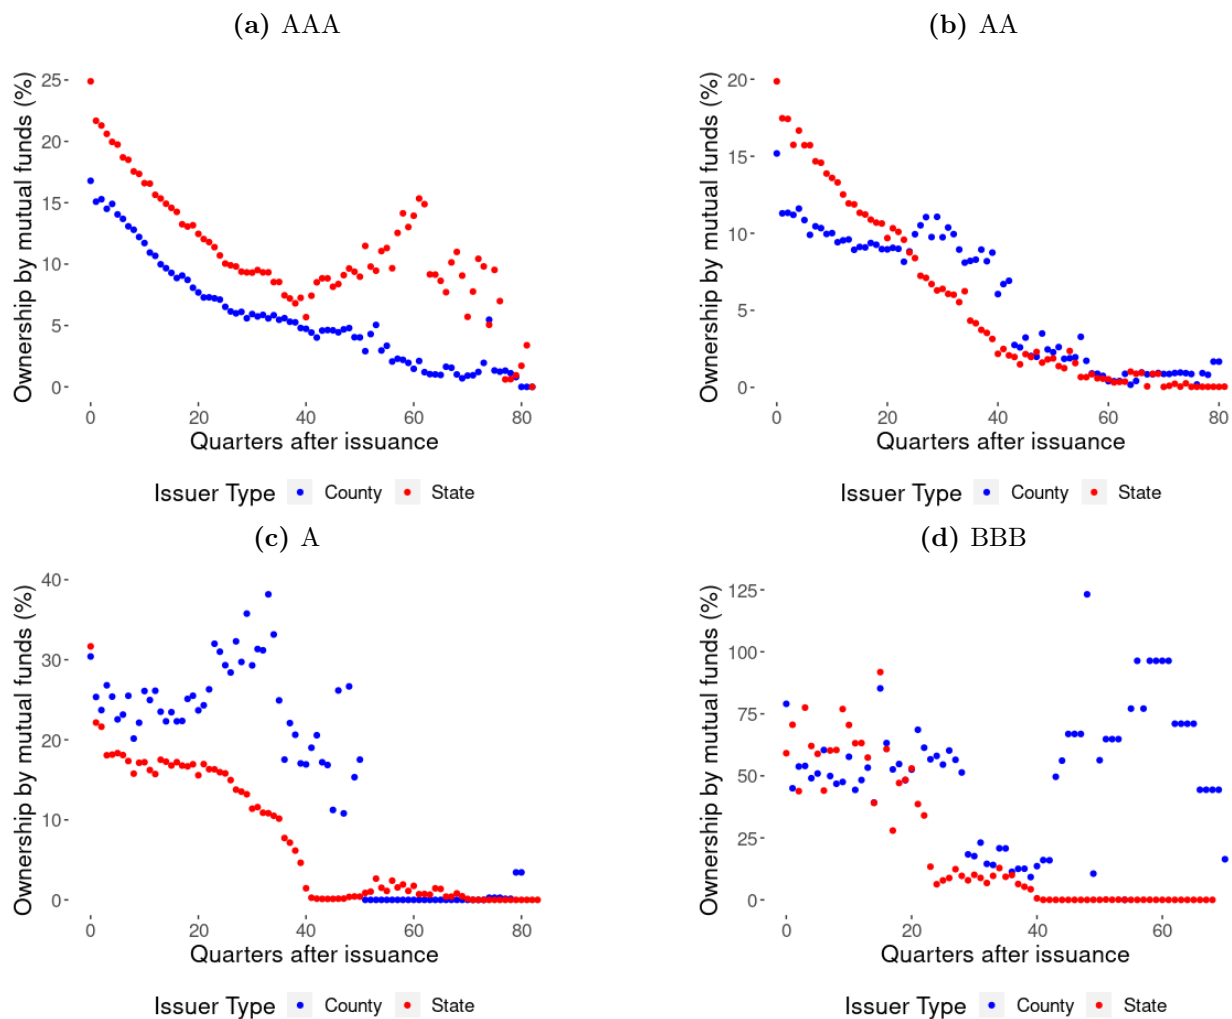 (a) AAA
Ownership by mutual funds (%)
25
20
15
10
5
0
0 20 40 60 80
Quarters after issuance
Issuer Type County State
(b) AA
Ownership by mutual funds (%)
20
15
10
5
0
0 20 40 60 80
Quarters after issuance
Issuer Type County State
(c) A
Ownership by mutual funds (%)
40
30
20
10
0
0 20 40 60 80
Quarters after issuance
Issuer Type County State
(d) BBB
Ownership by mutual funds (%)
125
100
75
50
25
0
0 20 40 60
Quarters after issuance
Issuer Type County State